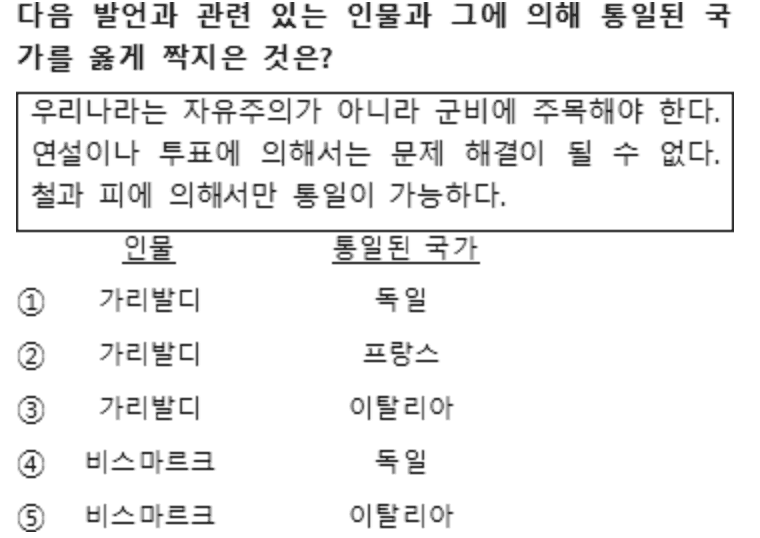 다음 발언과 관련 있는 인물과 그에 의해 통일된 국
가를 옳게 짝지은 것은?
우리나라는 자유주의가 아니라 군비에 주목해야 한다.
연설이나 투표에 의해서는 문제 해결이 될 수 없다.
철과 피에 의해서만 통일이 가능하다.
인물 통일된 국가
① 가리발디 독일
② 가리발디 프랑스
③ 가리발디 이탈리아
④ 비스마르크 독일
⑤ 비스마르크 이탈리아